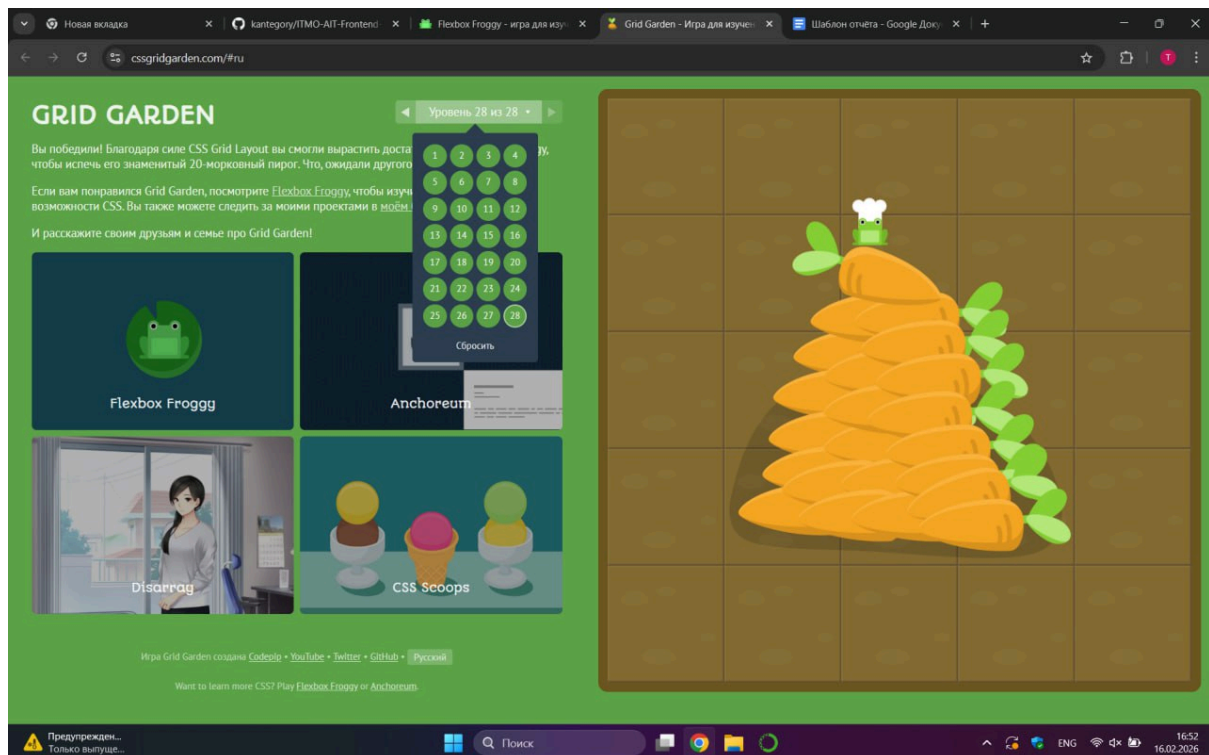 Новая вкладка
kantegory/ITMO-AIT-Frontend-
Flexbox Froggy - игра для изу
Grid Garden - Игра для изучен
Шаблон отчёта - Google Доку
cssgridgarden.com/#ru
T
GRID GARDEN
Уровень 28 из 28
Вы победили! Благодаря силе CSS Grid Layout вы смогли вырастить доста
чтобы испечь его знаменитый 20-морковный пирог. Что, ожидали другого
Если вам понравился Grid Garden, посмотрите Flexbox Froggy, чтобы изуч
возможности CSS. Вы также можете следить за моими проектами в моём
И расскажите своим друзьям и семье про Grid Garden!
1 2 3 4
5 6 7 8
9 10 11 12
13 14 15 16
17 18 19 20
21 22 23 24
25 26 27 28
Сбросить
Flexbox Froggy
Anchoreum
Disarray
CSS Scoops
Игра Grid Garden создана Codepip • YouTube • Twitter • GitHub • Русский
Want to learn more CSS? Play Flexbox Froggy or Anchoreum.
Предупрежден...
Только выпуще...
Поиск
ENG
16:52
16.02.2026